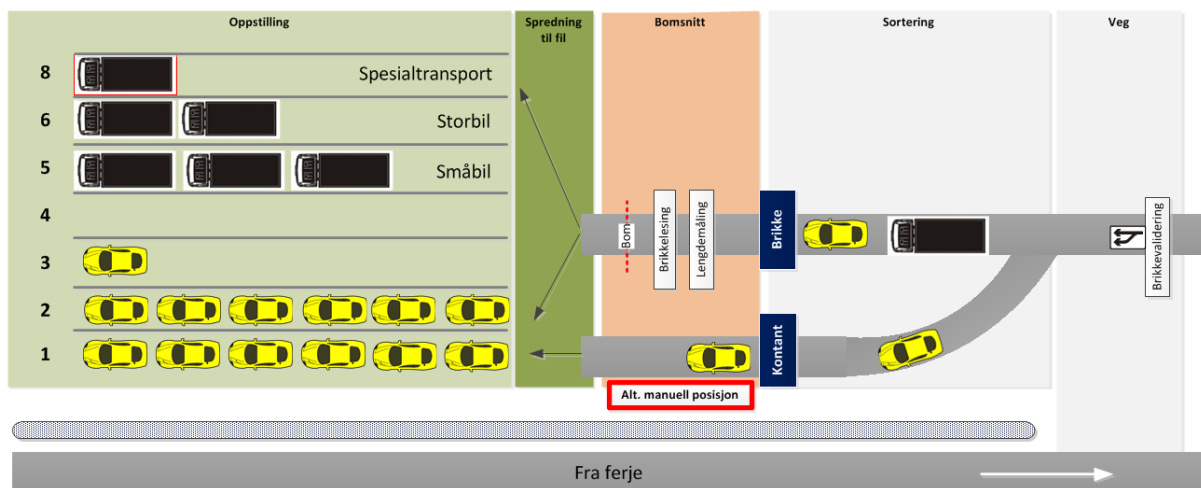 Oppstilling
Spredning
til fil
Bomsnitt
Sortering
Veg
8
Spesialtransport
6
Storbil
5
Småbil
4
3
2
1
Bom
Brikkelesing
Lengdemåling
Brikke
Brikkevalidering
Kontant
Alt. manuell posisjon
Fra ferje